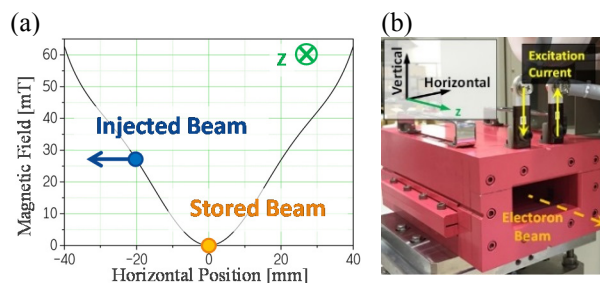 (a)
Magnetic Field [mT]
60
50
40
30
20
10
0
-40
-20
0
20
40
Horizontal Position [mm]
z
Injected Beam
Stored Beam
(b)
Vertical
Horizontal
z
Excitation
Current
Electoron
Beam